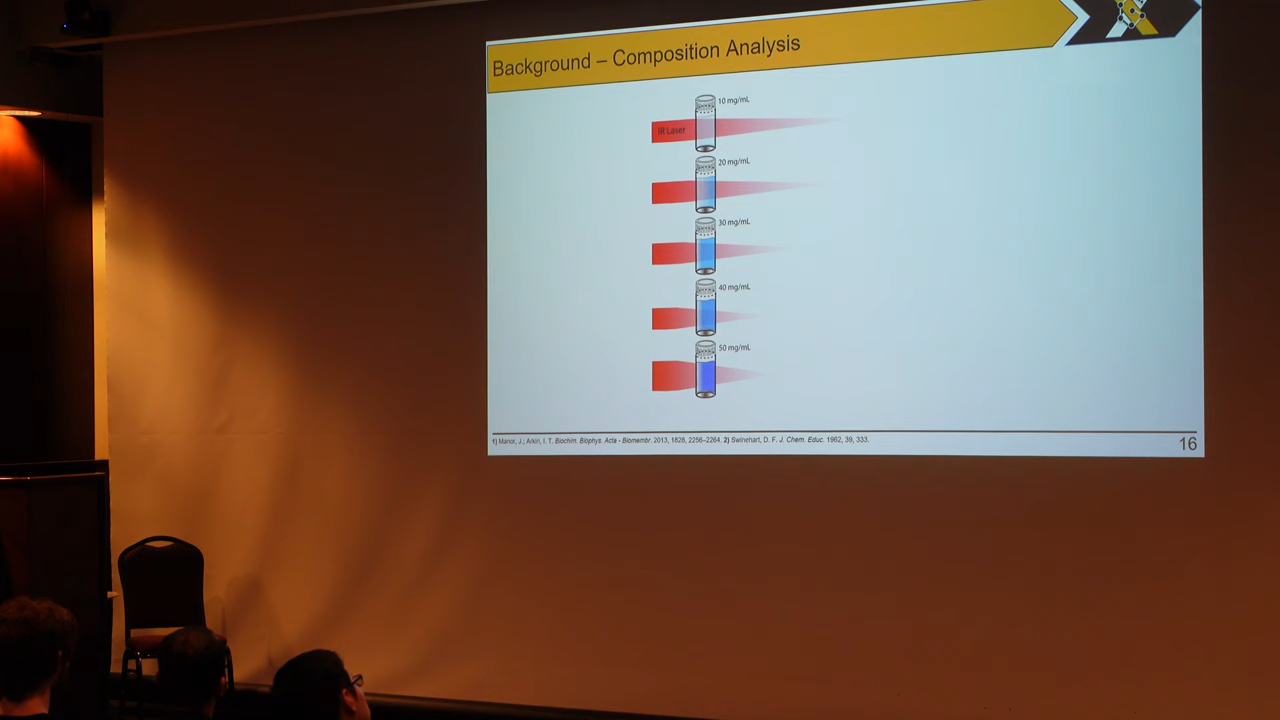 Background – Composition Analysis
10 mg/mL
IR Laser
20 mg/mL
30 mg/mL
40 mg/mL
50 mg/mL
1) Manor, J.; Arkin, I. T. Biochim. Biophys. Acta - Biomembr. 2013, 1828, 2256–2264. 2) Swinehart, D. F. J. Chem. Educ. 1962, 39, 333.
16